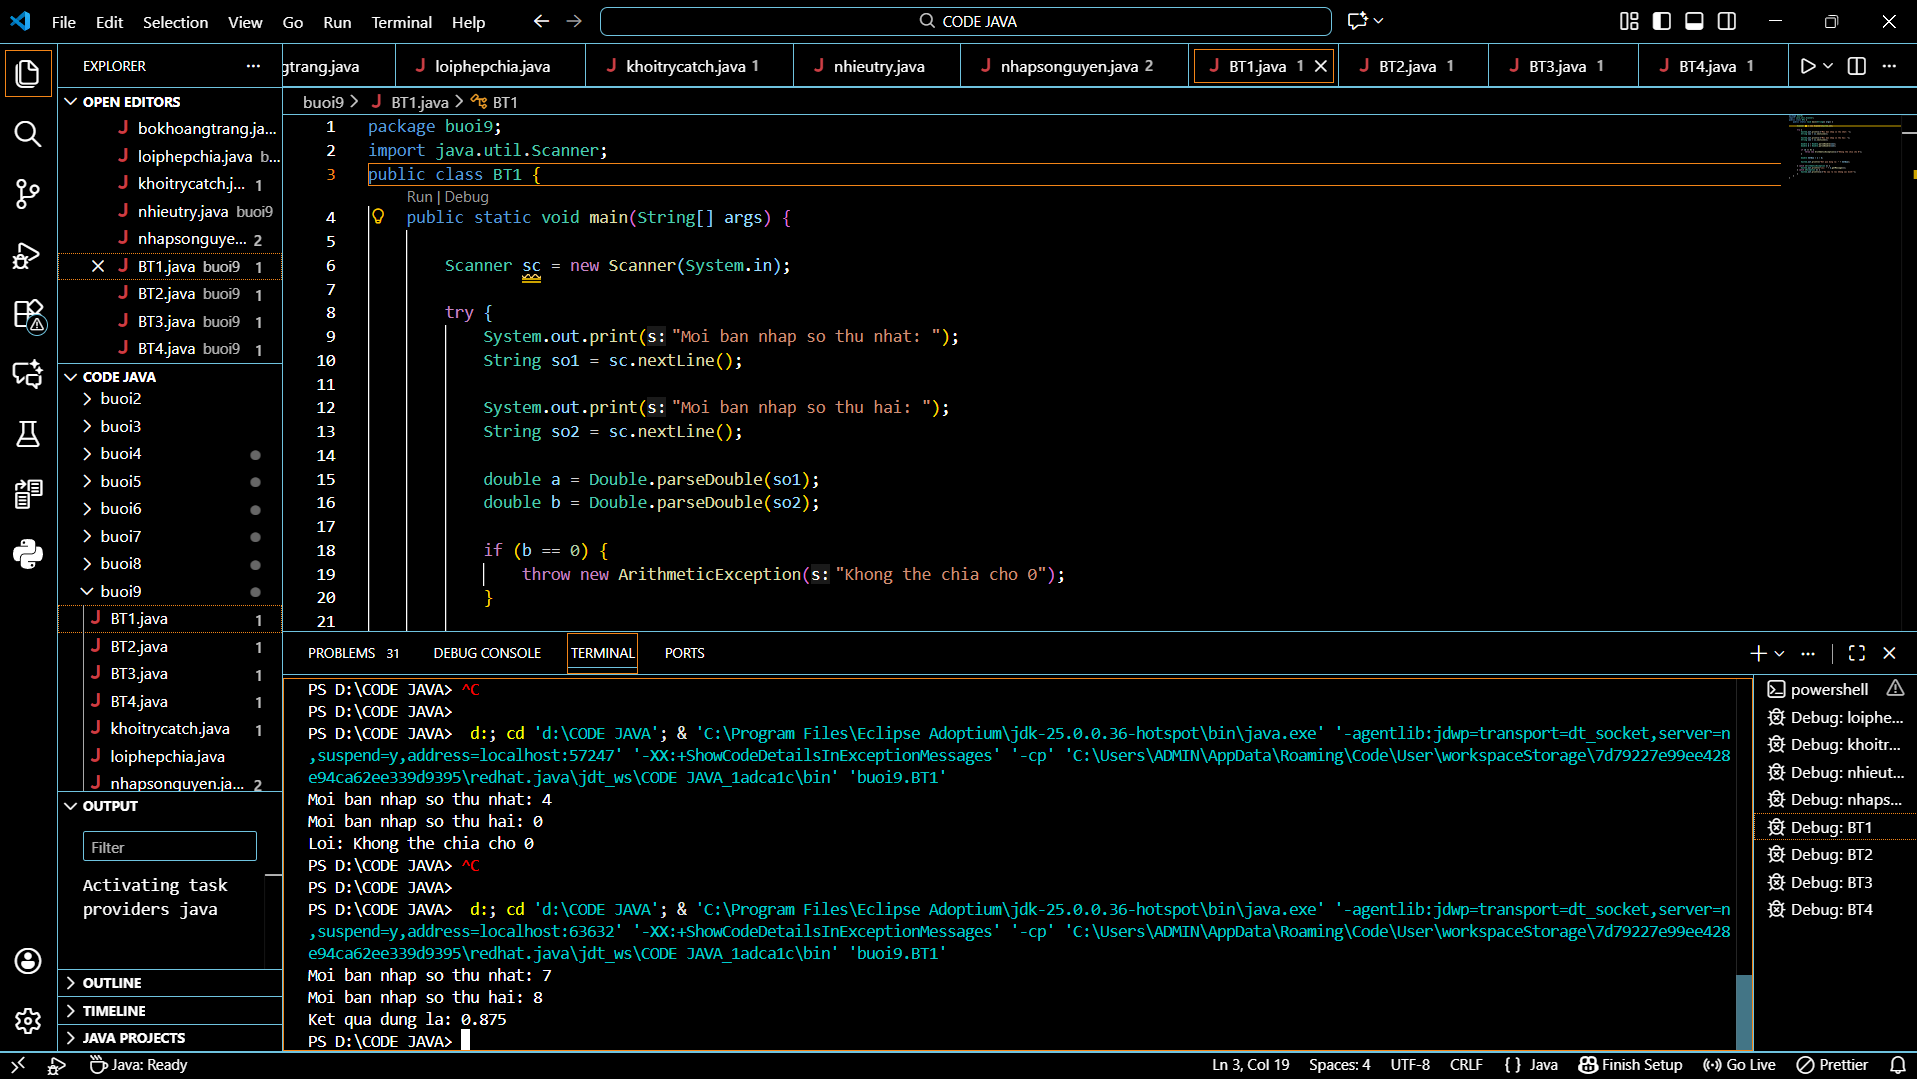 File Edit Selection View Go Run Terminal Help
CODE JAVA
EXPLORER
gtrang.java
loiphepchia.java
khoitrycatch.java 1
nhieutry.java
nhapsonguyen.java 2
BT1.java 1
BT2.java 1
BT3.java 1
BT4.java 1
OPEN EDITORS
bokhoangtrang.ja...
loiphepchia.java b...
khoitrycatch.j... 1
nhieutry.java buoi9
nhapsonguye... 2
BT1.java buoi9 1
BT2.java buoi9 1
BT3.java buoi9 1
BT4.java buoi9 1
CODE JAVA
buoi2
buoi3
buoi4
buoi5
buoi6
buoi7
buoi8
buoi9
BT1.java 1
BT2.java 1
BT3.java 1
BT4.java 1
khoitrycatch.java 1
loiphepchia.java
nhapsonguyen.ja... 2
OUTPUT
Filter
Activating task
providers java
OUTLINE
TIMELINE
JAVA PROJECTS
buoi9 > BT1.java > BT1
1 package buoi9;
2 import java.util.Scanner;
3 public class BT1 {
Run | Debug
4 public static void main(String[] args) {
5
6 Scanner sc = new Scanner(System.in);
7
8 try {
9 System.out.print(s: "Moi ban nhap so thu nhat: ");
10 String so1 = sc.nextLine();
11
12 System.out.print(s: "Moi ban nhap so thu hai: ");
13 String so2 = sc.nextLine();
14
15 double a = Double.parseDouble(so1);
16 double b = Double.parseDouble(so2);
17
18 if (b == 0) {
19 throw new ArithmeticException(s: "Khong the chia cho 0");
20 }
21
PROBLEMS 31 DEBUG CONSOLE TERMINAL PORTS
PS D:\CODE JAVA> ^C
PS D:\CODE JAVA>
PS D:\CODE JAVA> d:; cd 'd:\CODE JAVA'; & 'C:\Program Files\Eclipse Adoptium\jdk-25.0.0.36-hotspot\bin\java.exe' '-agentlib:jdwp=transport=dt_socket,server=n
,suspend=y,address=localhost:57247' '-XX:+ShowCodeDetailsInExceptionMessages' '-cp' 'C:\Users\ADMIN\AppData\Roaming\Code\User\workspaceStorage\7d79227e99ee428
e94ca62ee339d9395\redhat.java\jdt_ws\CODE JAVA_1adca1c\bin' 'buoi9.BT1'
Moi ban nhap so thu nhat: 4
Moi ban nhap so thu hai: 0
Loi: Khong the chia cho 0
PS D:\CODE JAVA> ^C
PS D:\CODE JAVA>
PS D:\CODE JAVA> d:; cd 'd:\CODE JAVA'; & 'C:\Program Files\Eclipse Adoptium\jdk-25.0.0.36-hotspot\bin\java.exe' '-agentlib:jdwp=transport=dt_socket,server=n
,suspend=y,address=localhost:63632' '-XX:+ShowCodeDetailsInExceptionMessages' '-cp' 'C:\Users\ADMIN\AppData\Roaming\Code\User\workspaceStorage\7d79227e99ee428
e94ca62ee339d9395\redhat.java\jdt_ws\CODE JAVA_1adca1c\bin' 'buoi9.BT1'
Moi ban nhap so thu nhat: 7
Moi ban nhap so thu hai: 8
Ket qua dung la: 0.875
PS D:\CODE JAVA>
powershell
Debug: loiphe...
Debug: khoitr...
Debug: nhieut...
Debug: nhaps...
Debug: BT1
Debug: BT2
Debug: BT3
Debug: BT4
Java: Ready
Ln 3, Col 19 Spaces: 4 UTF-8 CRLF {} Java Finish Setup Go Live Prettier